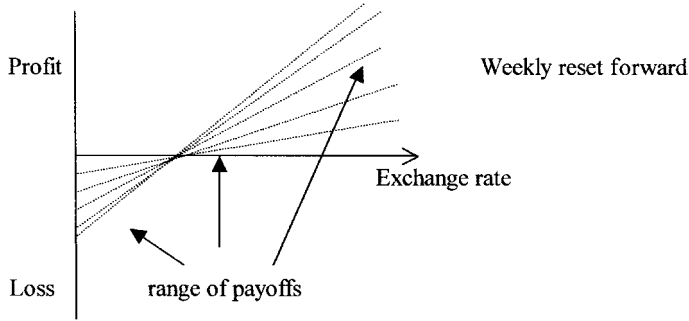 Profit
Weekly reset forward
Exchange rate
Loss
range of payoffs